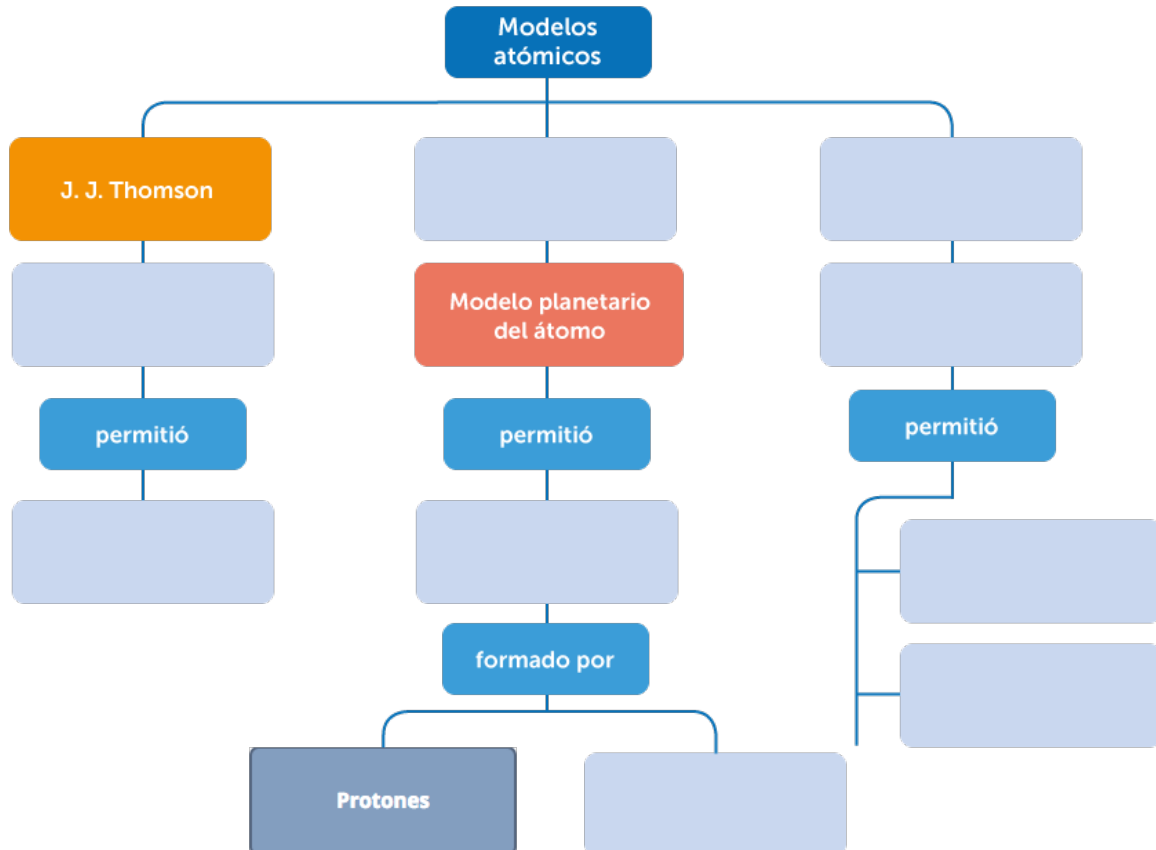 Modelos
atómicos
J. J. Thomson
Modelo planetario
del átomo
permitió
permitió
permitió
formado por
Protones